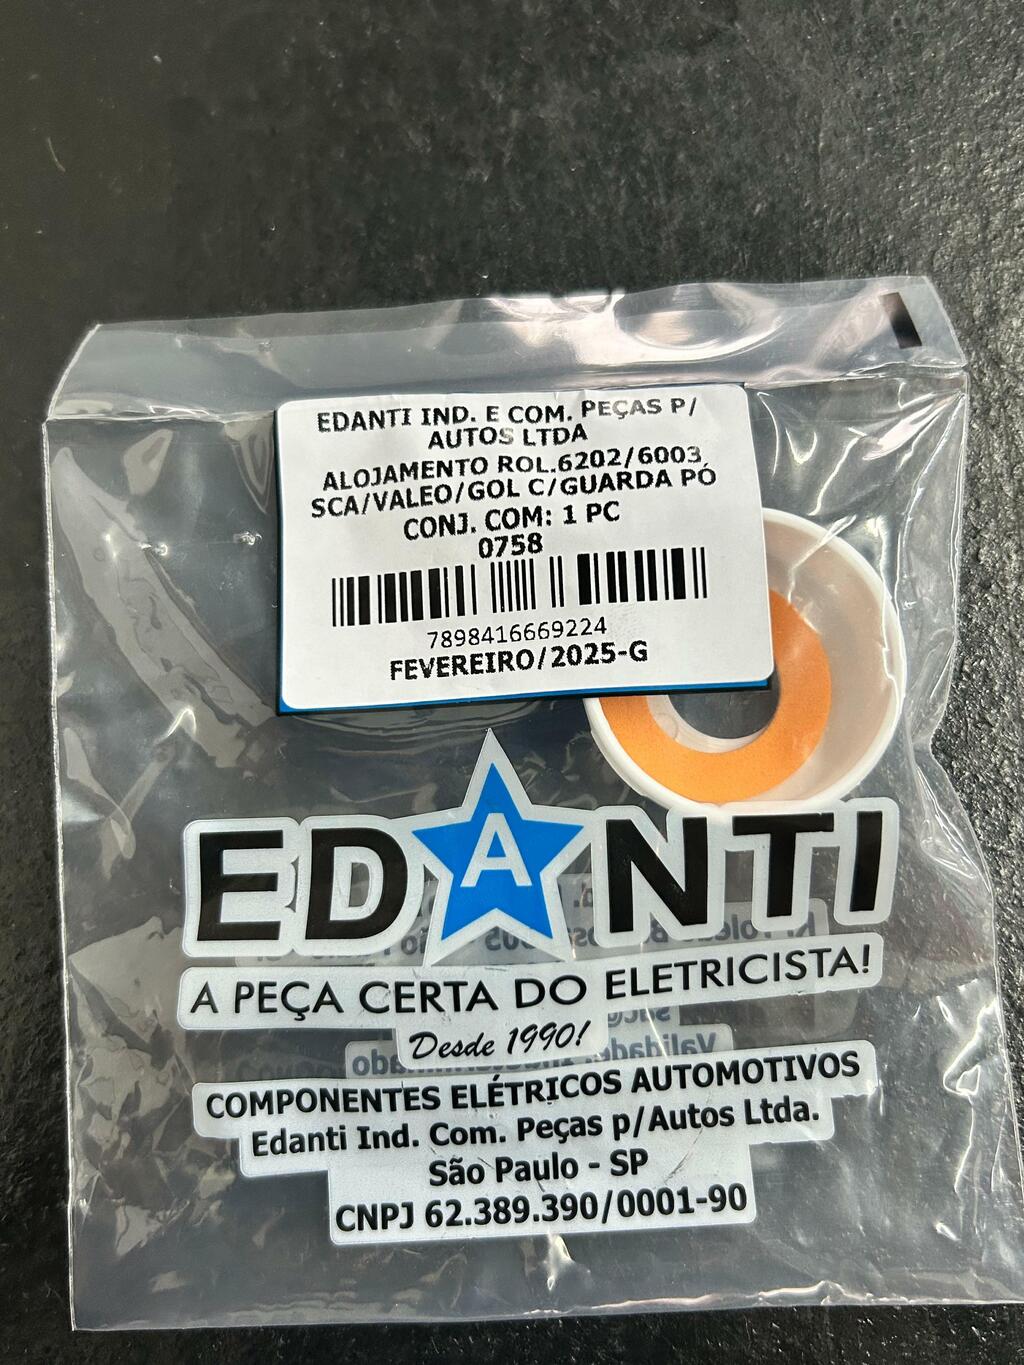 EDANTI IND. E COM. PEÇAS P/
AUTOS LTDA
ALOJAMENTO ROL.6202/6003
SCA/VALEO/GOL C/GUARDA PÓ
CONJ. COM: 1 PC
0758
7898416669224
FEVEREIRO/2025-G
EDANTI
A PEÇA CERTA DO ELETRICISTA!
Desde 1990!
COMPONENTES ELÉTRICOS AUTOMOTIVOS
Edanti Ind. Com. Peças p/Autos Ltda.
São Paulo - SP
CNPJ 62.389.390/0001-90